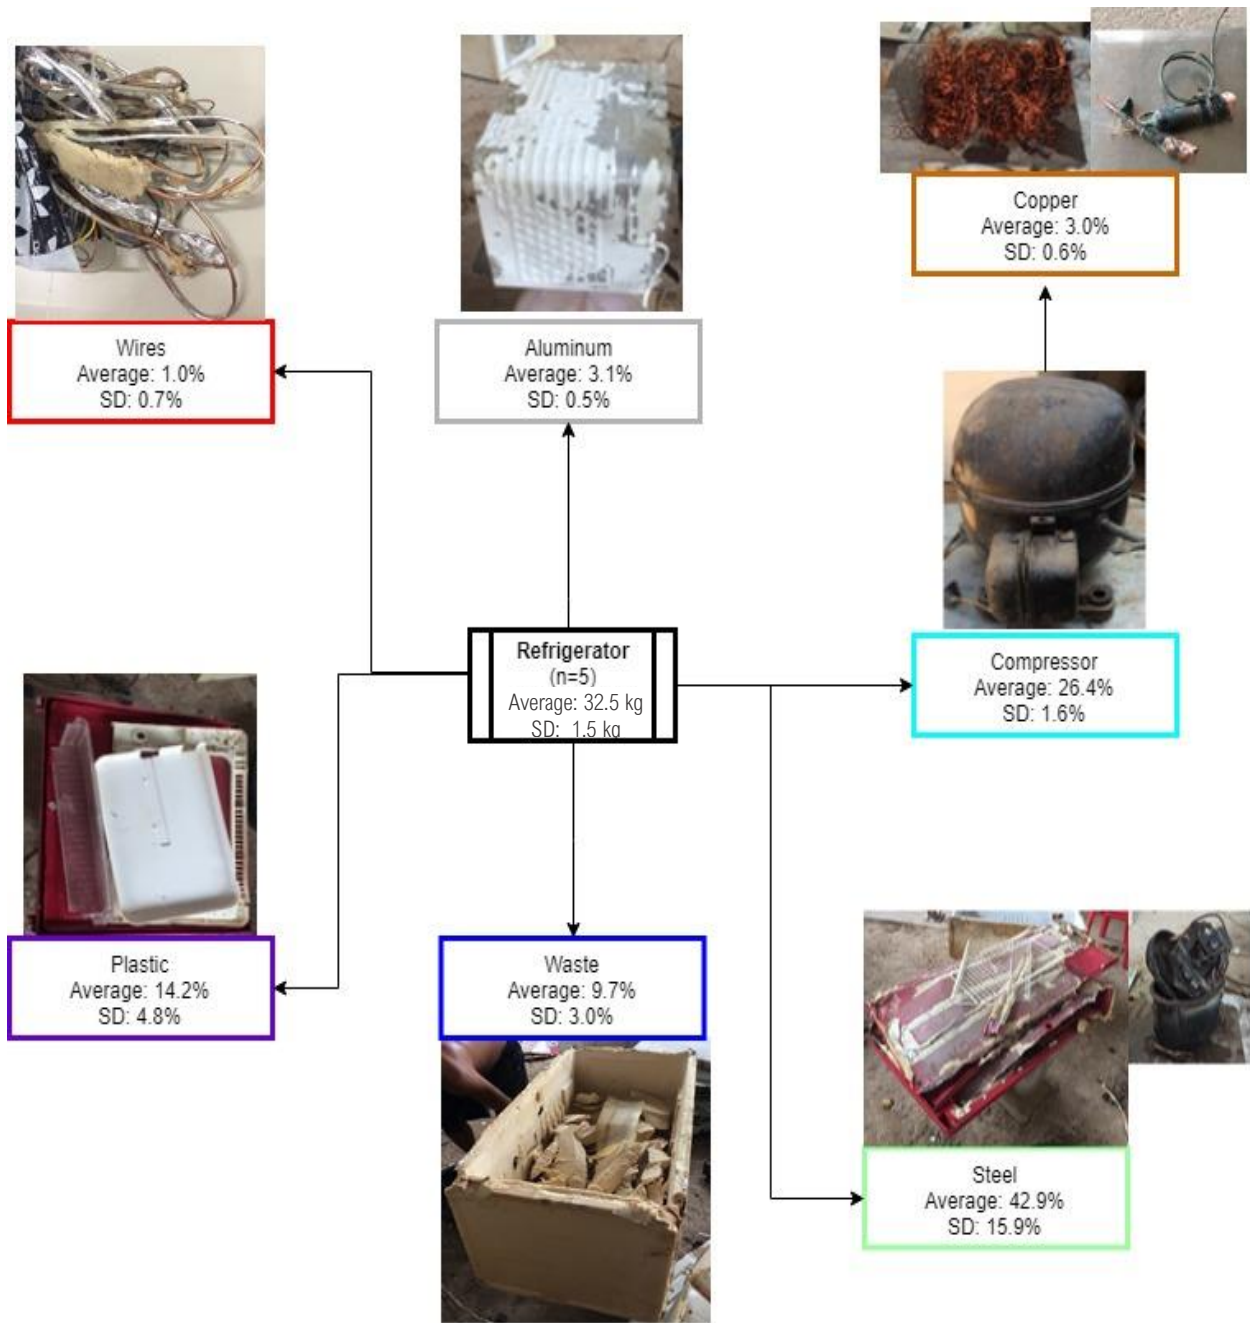 Copper
Average: 3.0%
SD: 0.6%
Wires
Average: 1.0%
SD: 0.7%
Aluminum
Average: 3.1%
SD: 0.5%
Refrigerator
(n=5)
Average: 32.5 kg
SD: 1.5 kg
Compressor
Average: 26.4%
SD: 1.6%
Plastic
Average: 14.2%
SD: 4.8%
Waste
Average: 9.7%
SD: 3.0%
Steel
Average: 42.9%
SD: 15.9%